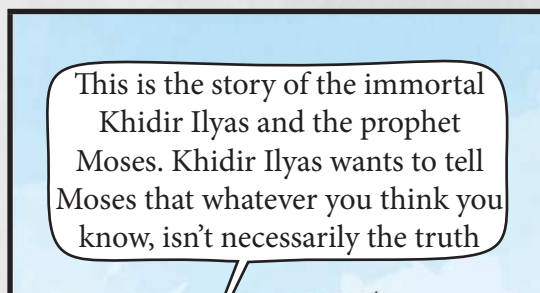 This is the story of the immortal
Khidir Ilyas and the prophet
Moses. Khidir Ilyas wants to tell
Moses that whatever you think you
know, isn't necessarily the truth